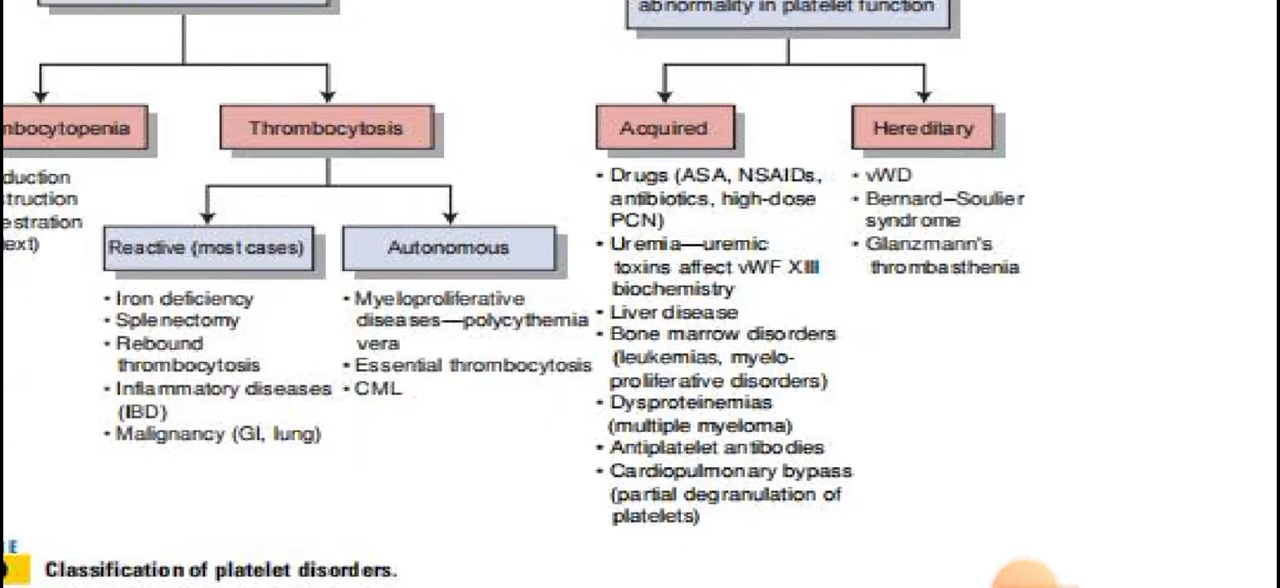 abnormality in platelet function
mbocytopenia
Thrombocytosis
Acquired
Hereditary
duction
struction
estration
ext)
Reactive (most cases)
Autonomous
• Iron deficiency
• Splenectomy
• Rebound
thrombocytosis
• Inflammatory diseases
(IBD)
• Malignancy (GI, lung)
• Myeloproliferative
diseases—polycythemia
vera
• Essential thrombocytosis
• CML
• Drugs (ASA, NSAIDs,
antibiotics, high-dose
PCN)
• Uremia—uremic
toxins affect vWF XIII
biochemistry
• Liver disease
• Bone marrow disorders
(leukemias, myelo-
proliferative disorders)
• Dysproteinemias
(multiple myeloma)
• Antiplatelet antibodies
• Cardiopulmonary bypass
(partial degranulation of
platelets)
• vWD
• Bernard–Soulier
syndrome
• Glanzmann's
thrombasthenia
E
Classification of platelet disorders.